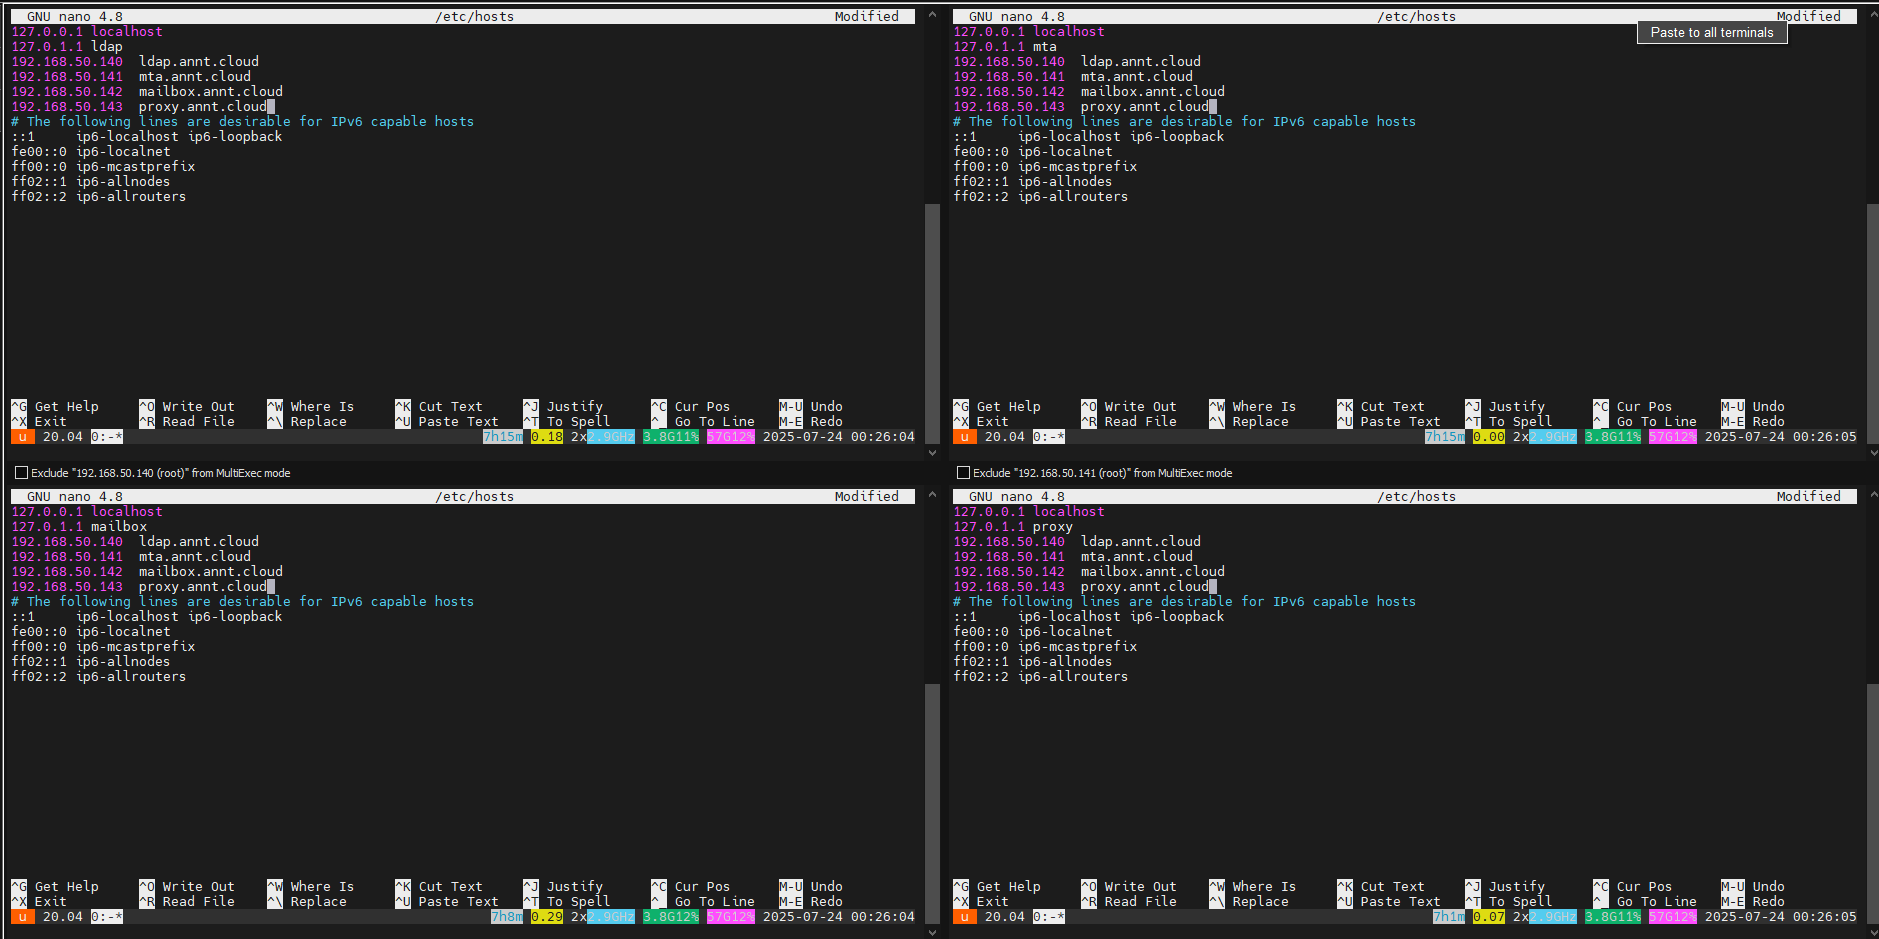 GNU nano 4.8 /etc/hosts Modified
127.0.0.1 localhost
127.0.1.1 ldap
192.168.50.140 ldap.annt.cloud
192.168.50.141 mta.annt.cloud
192.168.50.142 mailbox.annt.cloud
192.168.50.143 proxy.annt.cloud
# The following lines are desirable for IPv6 capable hosts
::1 ip6-localhost ip6-loopback
fe00::0 ip6-localnet
ff00::0 ip6-mcastprefix
ff02::1 ip6-allnodes
ff02::2 ip6-allrouters
^G Get Help ^O Write Out ^W Where Is ^K Cut Text ^J Justify ^C Cur Pos M-U Undo
^X Exit ^R Read File ^\ Replace ^U Paste Text ^T To Spell ^_ Go To Line M-E Redo
u 20.04 0:-* 7h15m 0.18 2x2.9GHz 3.8G11% 57G12% 2025-07-24 00:26:04
Exclude "192.168.50.140 (root)" from MultiExec mode
GNU nano 4.8 /etc/hosts Modified
Paste to all terminals
127.0.0.1 localhost
127.0.1.1 mta
192.168.50.140 ldap.annt.cloud
192.168.50.141 mta.annt.cloud
192.168.50.142 mailbox.annt.cloud
192.168.50.143 proxy.annt.cloud
# The following lines are desirable for IPv6 capable hosts
::1 ip6-localhost ip6-loopback
fe00::0 ip6-localnet
ff00::0 ip6-mcastprefix
ff02::1 ip6-allnodes
ff02::2 ip6-allrouters
^G Get Help ^O Write Out ^W Where Is ^K Cut Text ^J Justify ^C Cur Pos M-U Undo
^X Exit ^R Read File ^\ Replace ^U Paste Text ^T To Spell ^_ Go To Line M-E Redo
u 20.04 0:-* 7h15m 0.00 2x2.9GHz 3.8G11% 57G12% 2025-07-24 00:26:05
Exclude "192.168.50.141 (root)" from MultiExec mode
GNU nano 4.8 /etc/hosts Modified
127.0.0.1 localhost
127.0.1.1 mailbox
192.168.50.140 ldap.annt.cloud
192.168.50.141 mta.annt.cloud
192.168.50.142 mailbox.annt.cloud
192.168.50.143 proxy.annt.cloud
# The following lines are desirable for IPv6 capable hosts
::1 ip6-localhost ip6-loopback
fe00::0 ip6-localnet
ff00::0 ip6-mcastprefix
ff02::1 ip6-allnodes
ff02::2 ip6-allrouters
^G Get Help ^O Write Out ^W Where Is ^K Cut Text ^J Justify ^C Cur Pos M-U Undo
^X Exit ^R Read File ^\ Replace ^U Paste Text ^T To Spell ^_ Go To Line M-E Redo
u 20.04 0:-* 7h8m 0.29 2x2.9GHz 3.8G12% 57G12% 2025-07-24 00:26:04
GNU nano 4.8 /etc/hosts Modified
127.0.0.1 localhost
127.0.1.1 proxy
192.168.50.140 ldap.annt.cloud
192.168.50.141 mta.annt.cloud
192.168.50.142 mailbox.annt.cloud
192.168.50.143 proxy.annt.cloud
# The following lines are desirable for IPv6 capable hosts
::1 ip6-localhost ip6-loopback
fe00::0 ip6-localnet
ff00::0 ip6-mcastprefix
ff02::1 ip6-allnodes
ff02::2 ip6-allrouters
^G Get Help ^O Write Out ^W Where Is ^K Cut Text ^J Justify ^C Cur Pos M-U Undo
^X Exit ^R Read File ^\ Replace ^U Paste Text ^T To Spell ^_ Go To Line M-E Redo
u 20.04 0:-* 7h1m 0.07 2x2.9GHz 3.8G11% 57G12% 2025-07-24 00:26:05